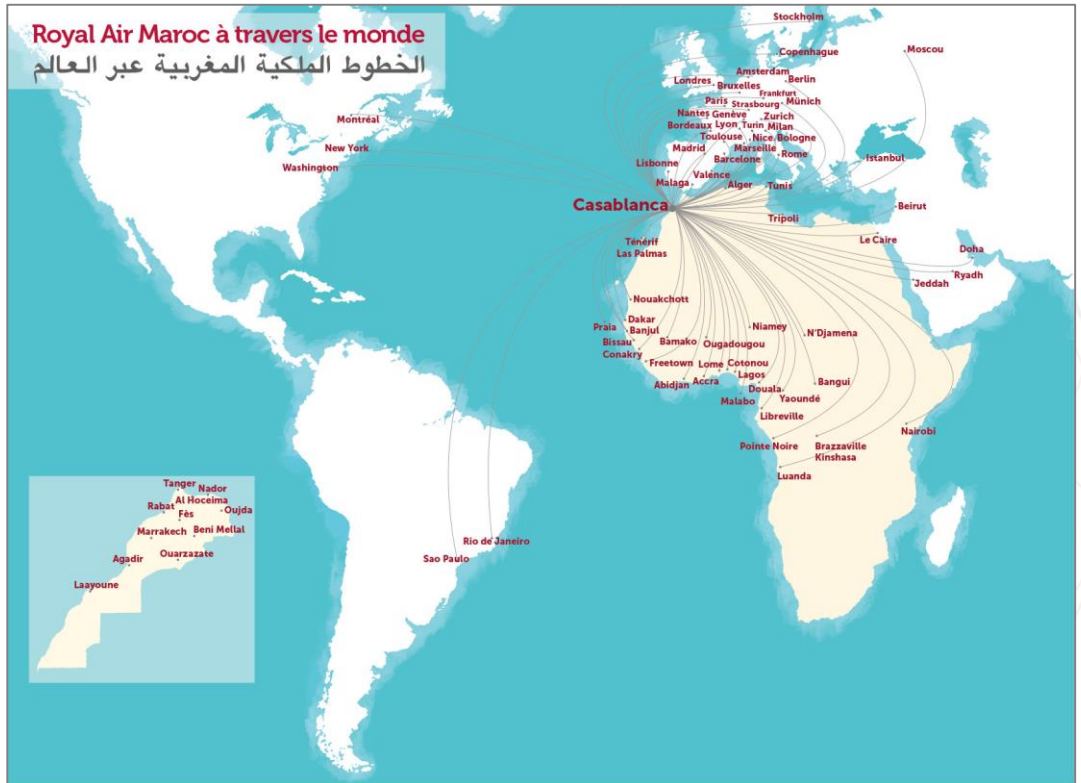 Royal Air Maroc à travers le monde
الخطوط الملكية المغربية عبر العالم
Stockholm
Copenhague
Moscou
Amsterdam
Berlin
Londres
Bruxelles
Frankfurt
Paris
Strasbourg
Münich
Nantes
Genève
Zurich
Bordeaux
Lyon
Turin
Milan
Toulouse
Nice
Bologne
Madrid
Marseille
Barcelone
Rome
Istanbul
Lisbonne
Valence
Malaga
Alger
Tunis
Montréal
New York
Washington
Casablanca
Tripoli
Beirut
Le Caire
Doha
Ryadh
Jeddah
Ténérif
Las Palmas
Nouakchott
Praia
Dakar
Banjul
Bissau
Bamako
Conakry
Freetown
Ougadougou
Niamey
N'Djamena
Lome
Cotonou
Lagos
Abidjan
Accra
Douala
Bangui
Malabo
Yaoundé
Libreville
Nairobi
Pointe Noire
Brazzaville
Kinshasa
Luanda
Rio de Janeiro
Sao Paulo
Tanger
Nador
Al Hoceima
Rabat
Fès
Oujda
Marrakech
Beni Mellal
Agadir
Ouarzazate
Laayoune